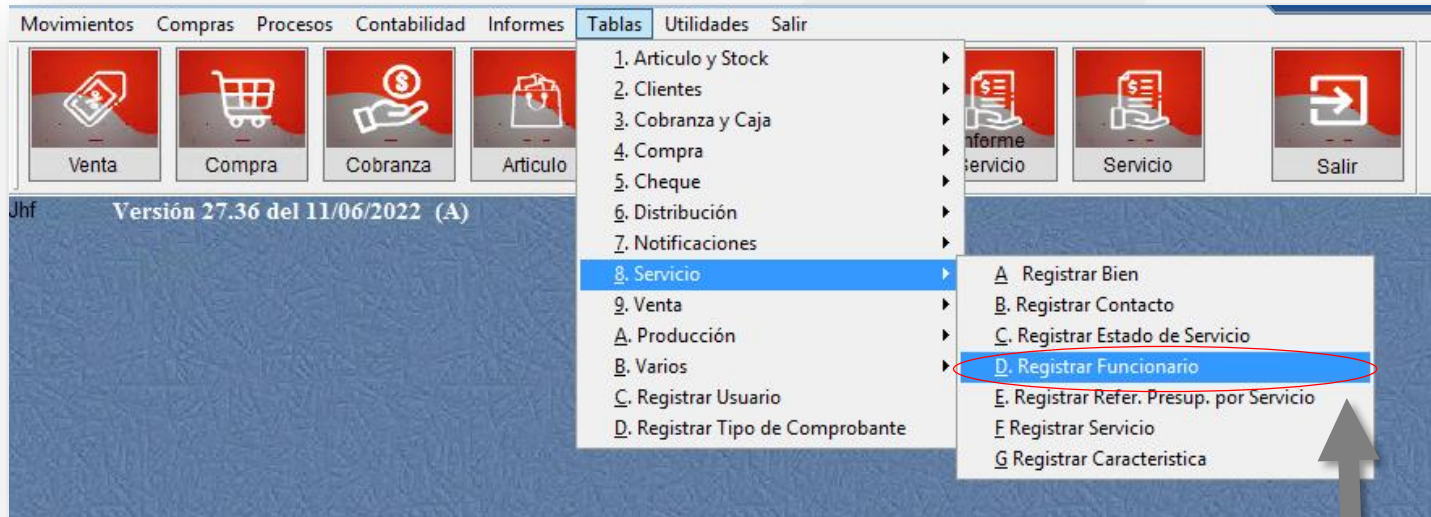 Movimientos Compras Procesos Contabilidad Informes Tablas Utilidades Salir
Venta
Compra
Cobranza
Articulo
Servicio
Salir
Jhf
Versión 27.36 del 11/06/2022 (A)
1. Articulo y Stock
2. Clientes
3. Cobranza y Caja
4. Compra
5. Cheque
6. Distribución
7. Notificaciones
8. Servicio
9. Venta
A. Producción
B. Varios
C. Registrar Usuario
D. Registrar Tipo de Comprobante
A Registrar Bien
B. Registrar Contacto
C. Registrar Estado de Servicio
D. Registrar Funcionario
E. Registrar Refer. Presup. por Servicio
F Registrar Servicio
G Registrar Caracteristica